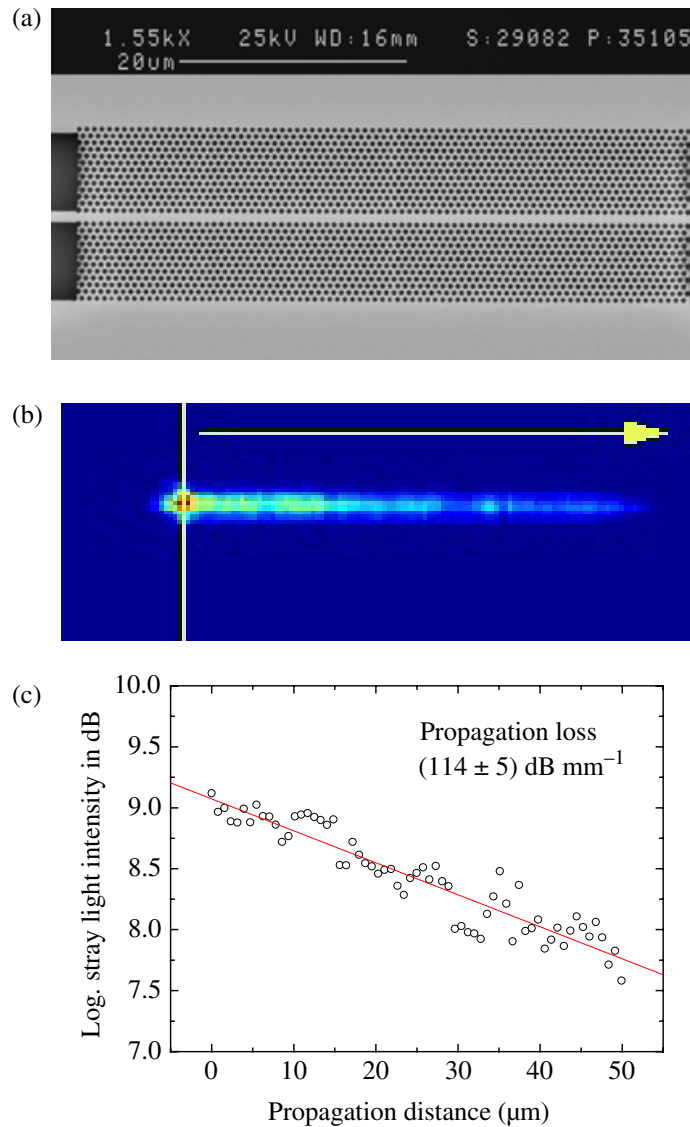 (a)
1.55kX 25kV WD:16mm S:29082 P:35105
20um
(b)
(c)
10.0
9.5
9.0
8.5
8.0
7.5
7.0
Log. stray light intensity in dB
Propagation loss
(114 ± 5) dB mm⁻¹
0 10 20 30 40 50
Propagation distance (μm)